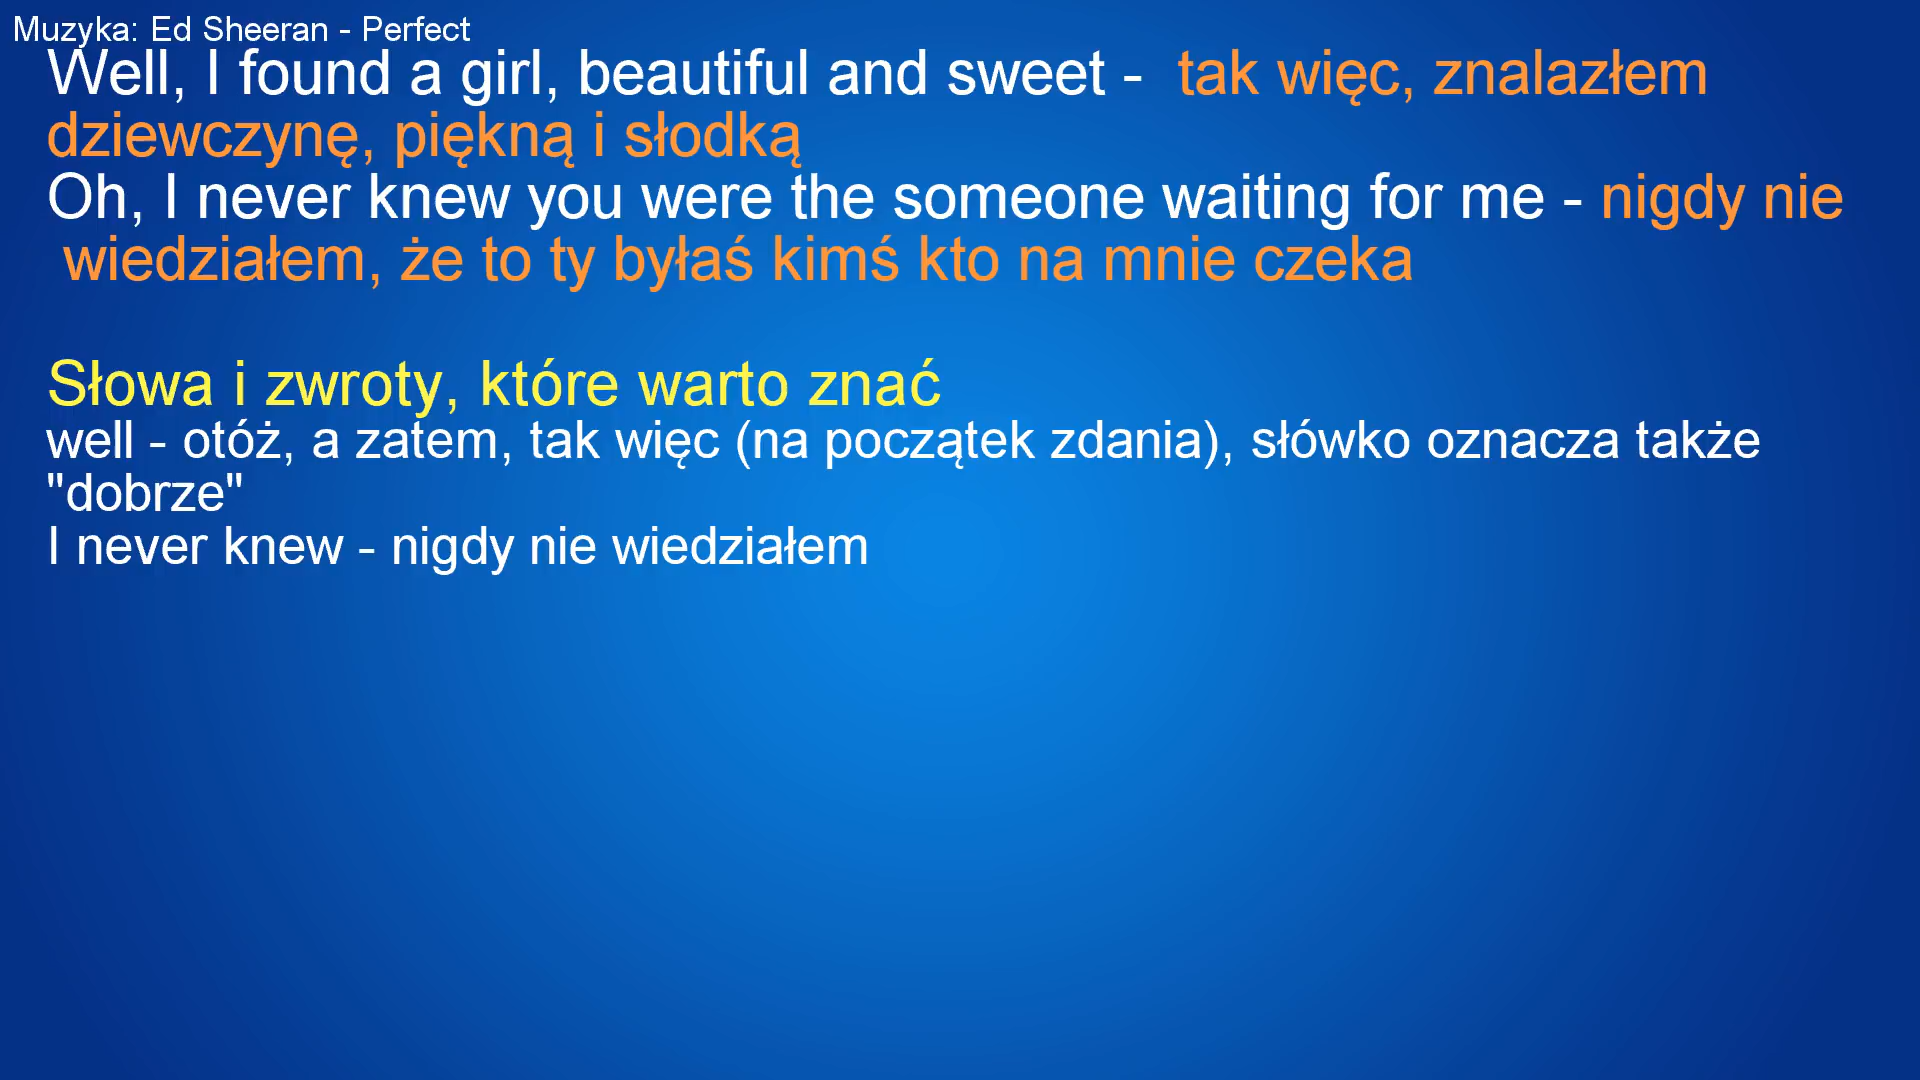 Muzyka: Ed Sheeran - Perfect
Well, I found a girl, beautiful and sweet -  tak więc, znalazłem
dziewczynę, piękną i słodką
Oh, I never knew you were the someone waiting for me - nigdy nie
wiedziałem, że to ty byłaś kimś kto na mnie czeka
Słowa i zwroty, które warto znać
well - otóż, a zatem, tak więc (na początek zdania), słówko oznacza także
"dobrze"
I never knew - nigdy nie wiedziałem